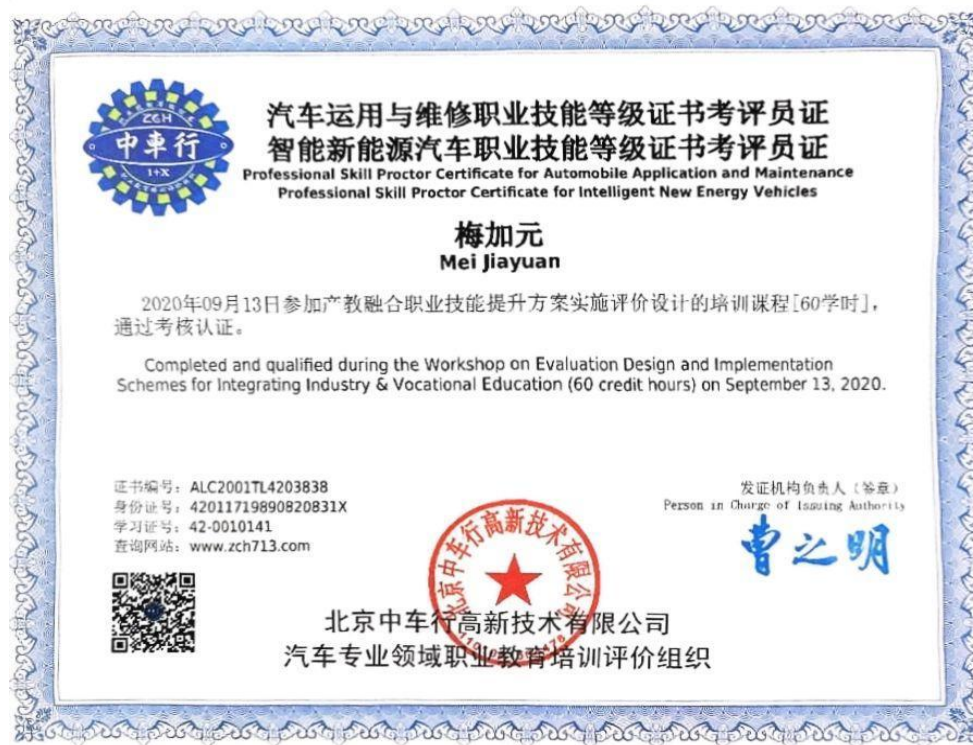 ZCH
中車行
1+X
汽车运用与维修职业技能等级证书考评员证
智能新能源汽车职业技能等级证书考评员证
Professional Skill Proctor Certificate for Automobile Application and Maintenance
Professional Skill Proctor Certificate for Intelligent New Energy Vehicles
梅加元
Mei Jiayuan
2020年09月13日参加产教融合职业技能提升方案实施评价设计的培训课程[60学时],
通过考核认证。
Completed and qualified during the Workshop on Evaluation Design and Implementation
Schemes for Integrating Industry & Vocational Education (60 credit hours) on September 13, 2020.
证书编号: ALC2001TL4203838
身份证号: 42011719890820831X
学习证号: 42-0010141
查询网站: www.zch713.com
发证机构负责人（签章）
Person in Charge of Issuing Authority
曹之明
北京中车行高新技术有限公司
北京中车行高新技术有限公司
汽车专业领域职业教育培训评价组织